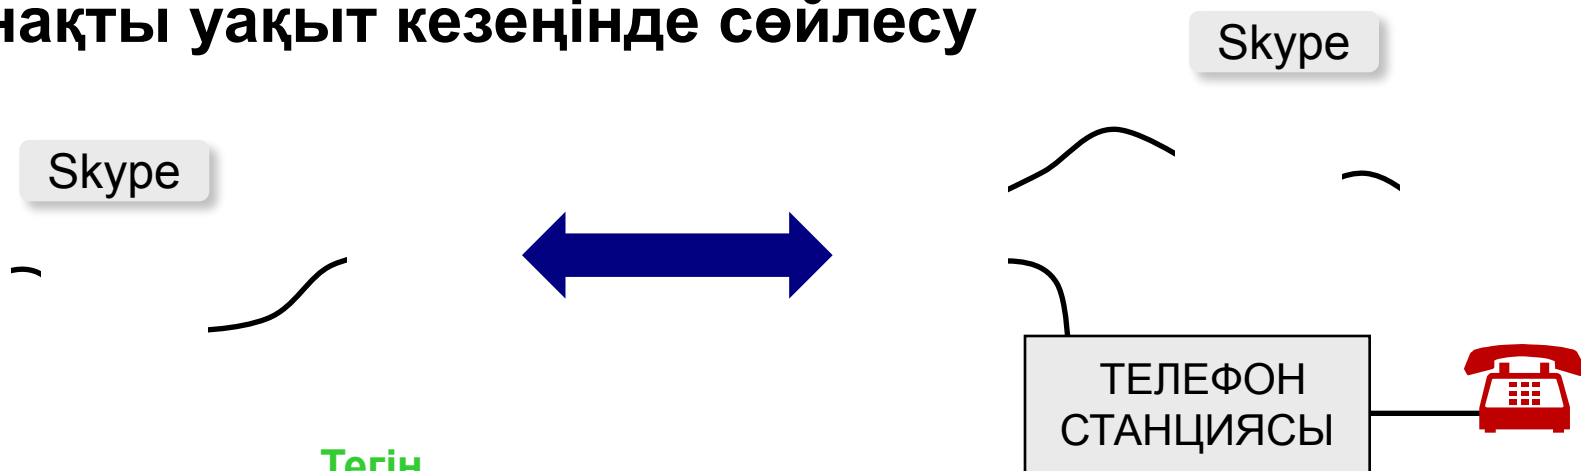 нақты уақыт кезеңінде сөйлесу
Skype
Skype
ТЕЛЕФОН
СТАНЦИЯСЫ
Тегін